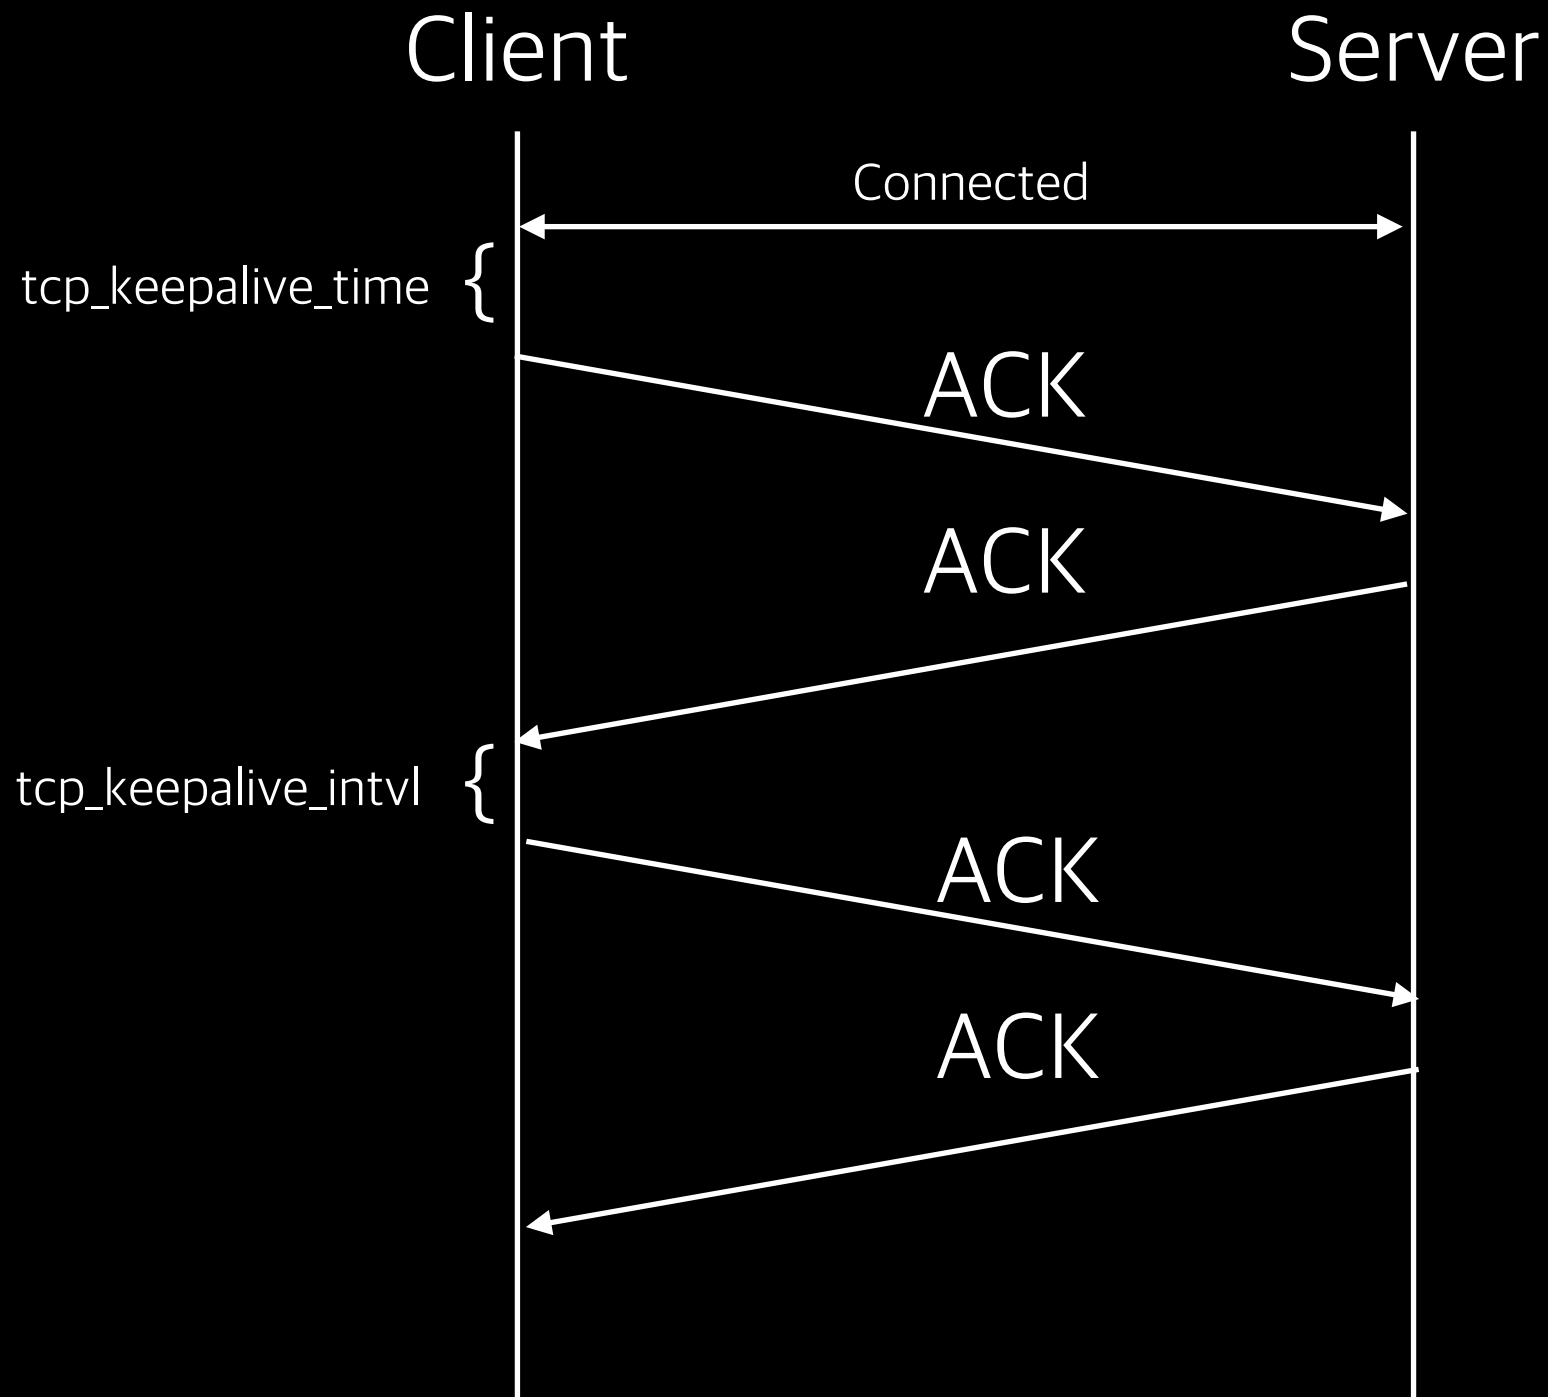 Client
Server
Connected
tcp_keepalive_time {
ACK
ACK
tcp_keepalive_intvl {
ACK
ACK